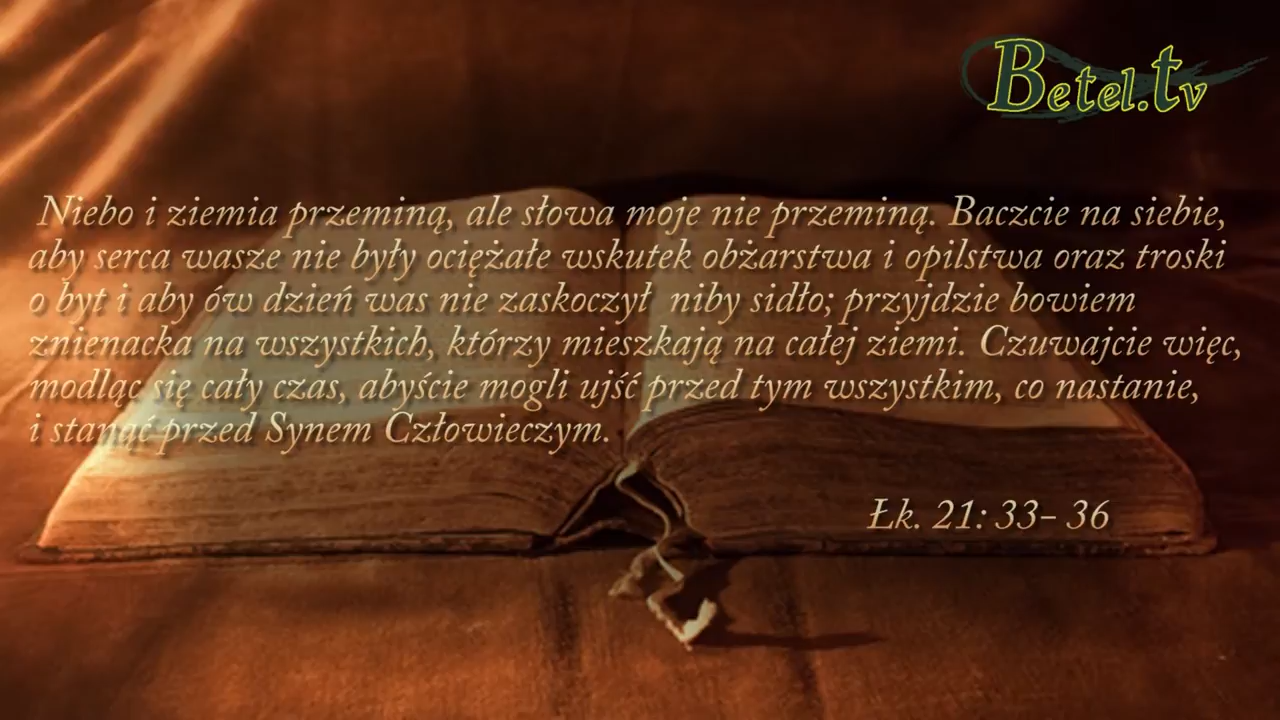 Betel.tv
Niebo i ziemia przeminą, ale słowa moje nie przeminą. Baczcie na siebie,
aby serca wasze nie były ociężałe wskutek obżarstwa i opilstwa oraz troski
o byt i aby ów dzień was nie zaskoczył niby sidło; przyjdzie bowiem
znienacka na wszystkich, którzy mieszkają na całej ziemi. Czuwajcie więc,
modląc się cały czas, abyście mogli ujść przed tym wszystkim, co nastanie,
i stanąć przed Synem Człowieczym.
Łk. 21: 33- 36